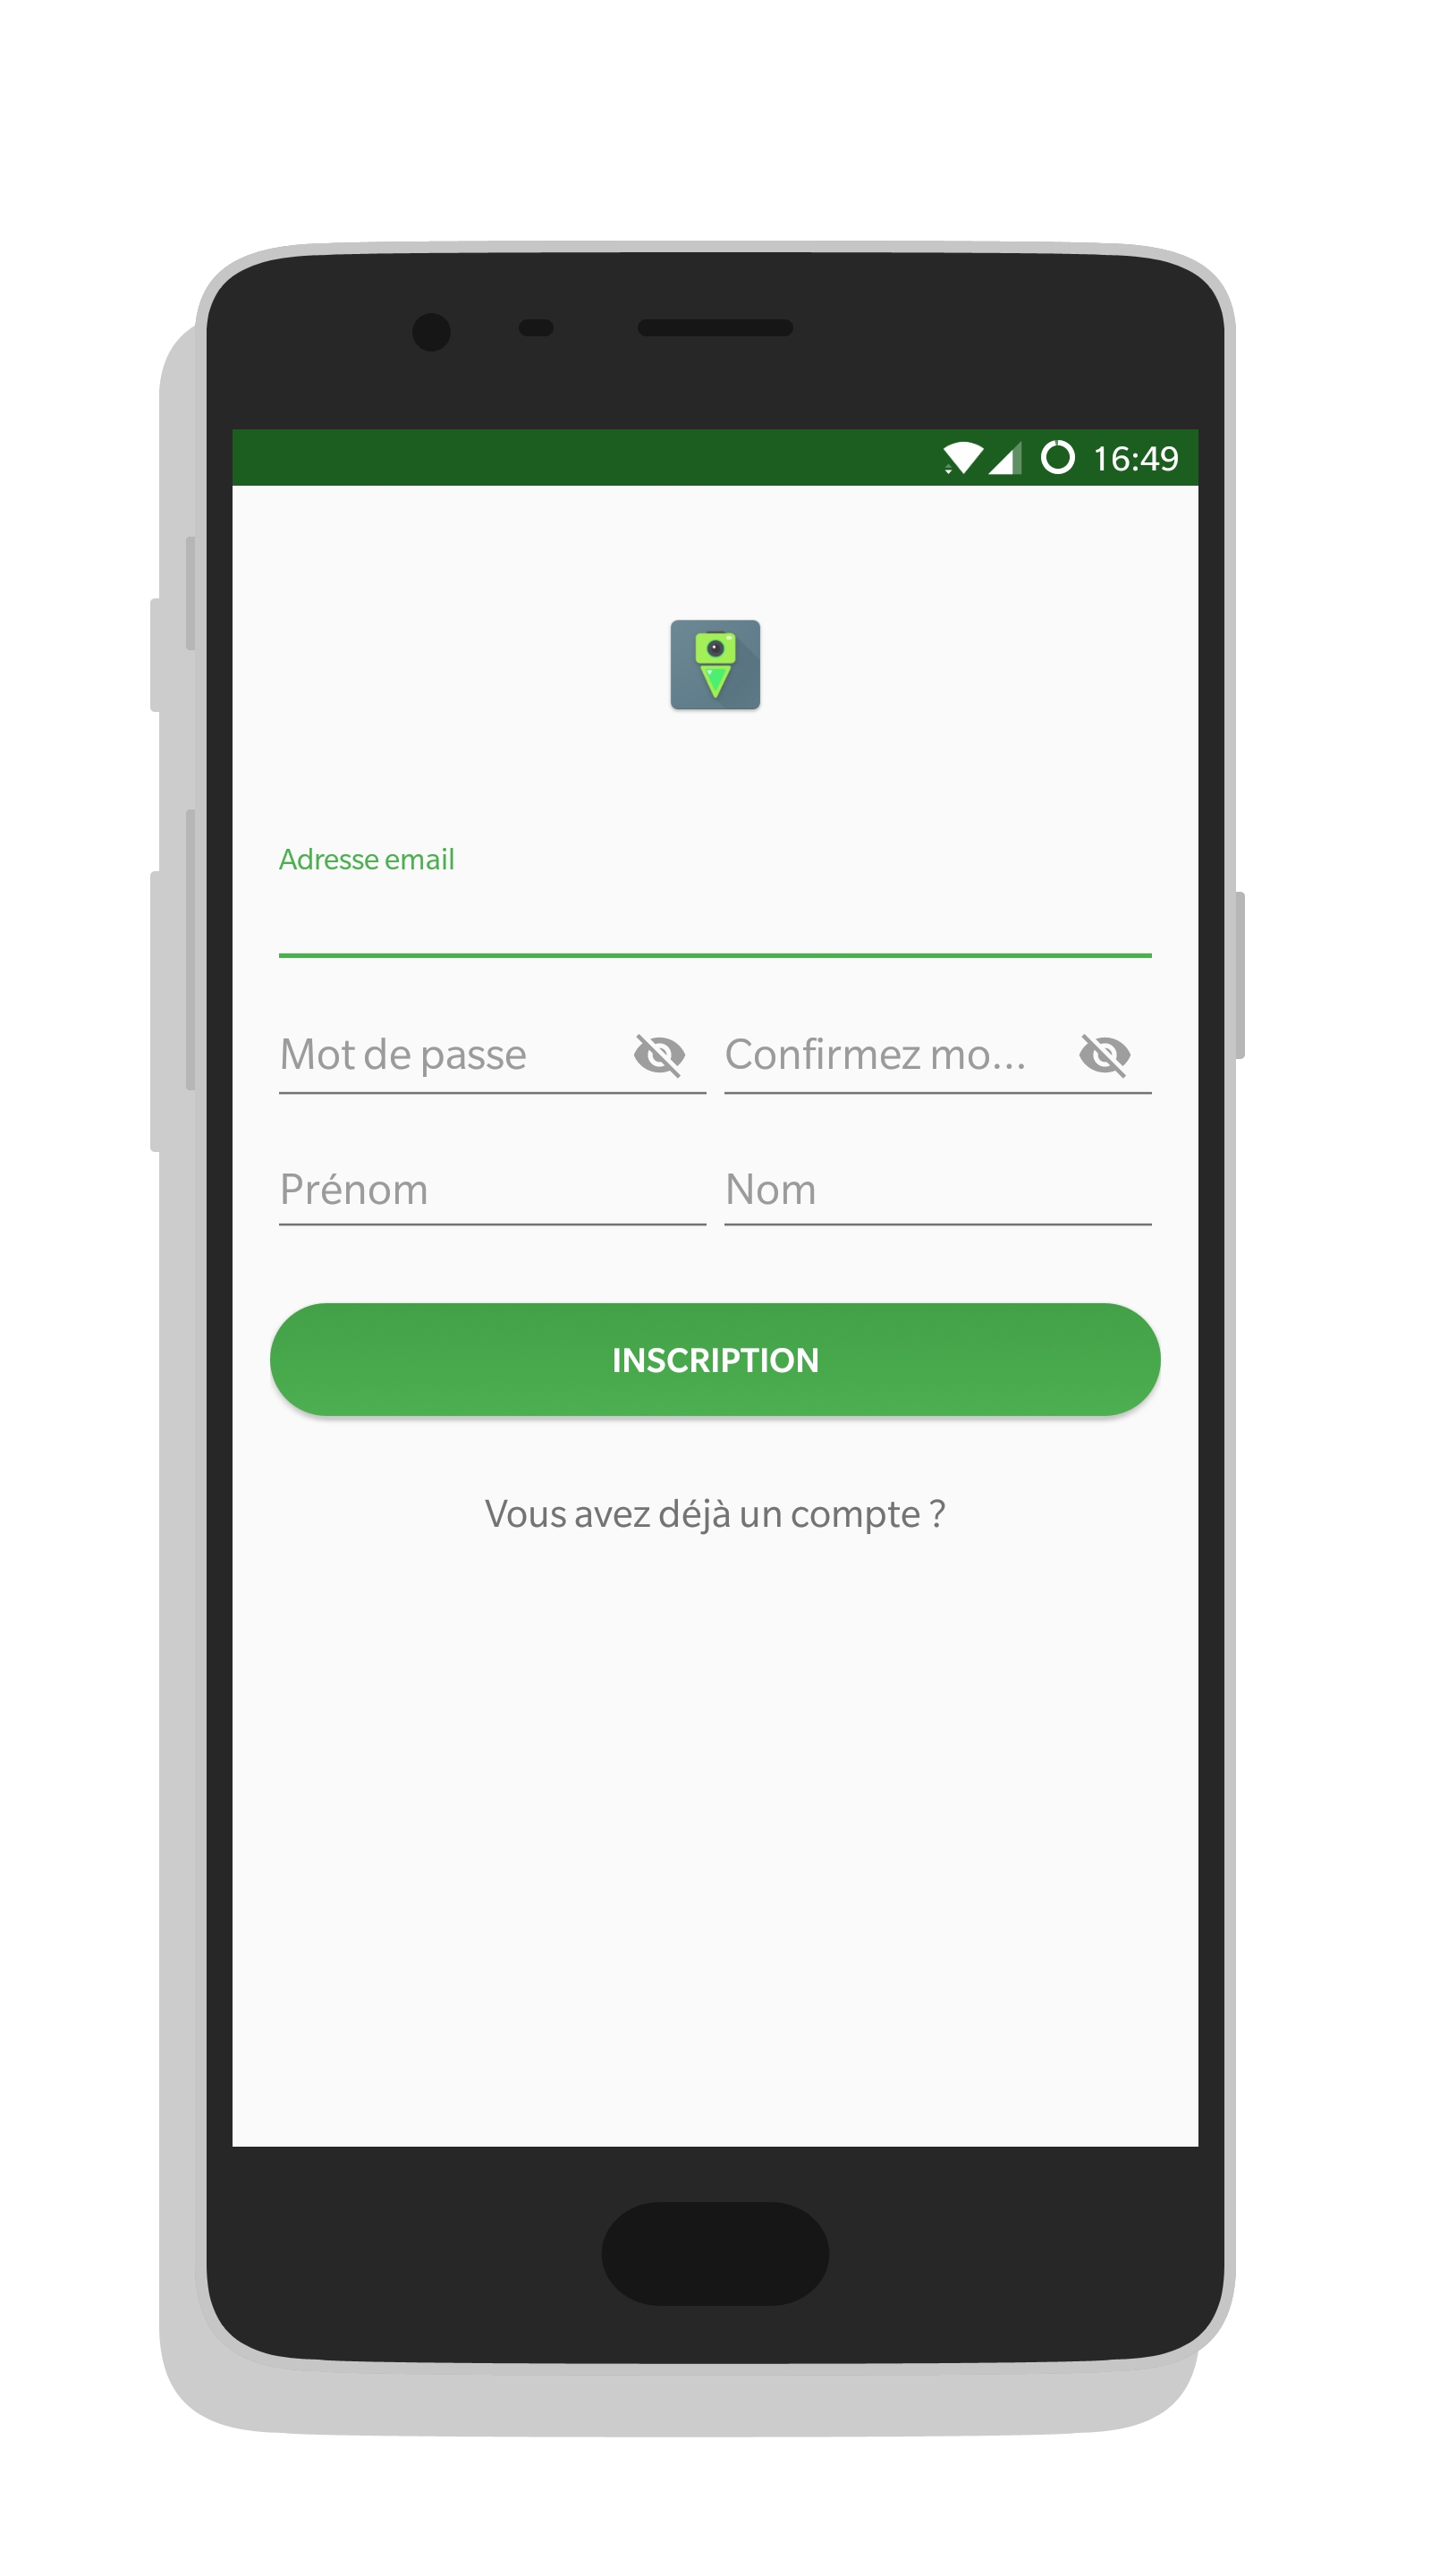 16:49
Adresse email
Mot de passe Confirmez mo...
Prénom Nom
INSCRIPTION
Vous avez déjà un compte ?